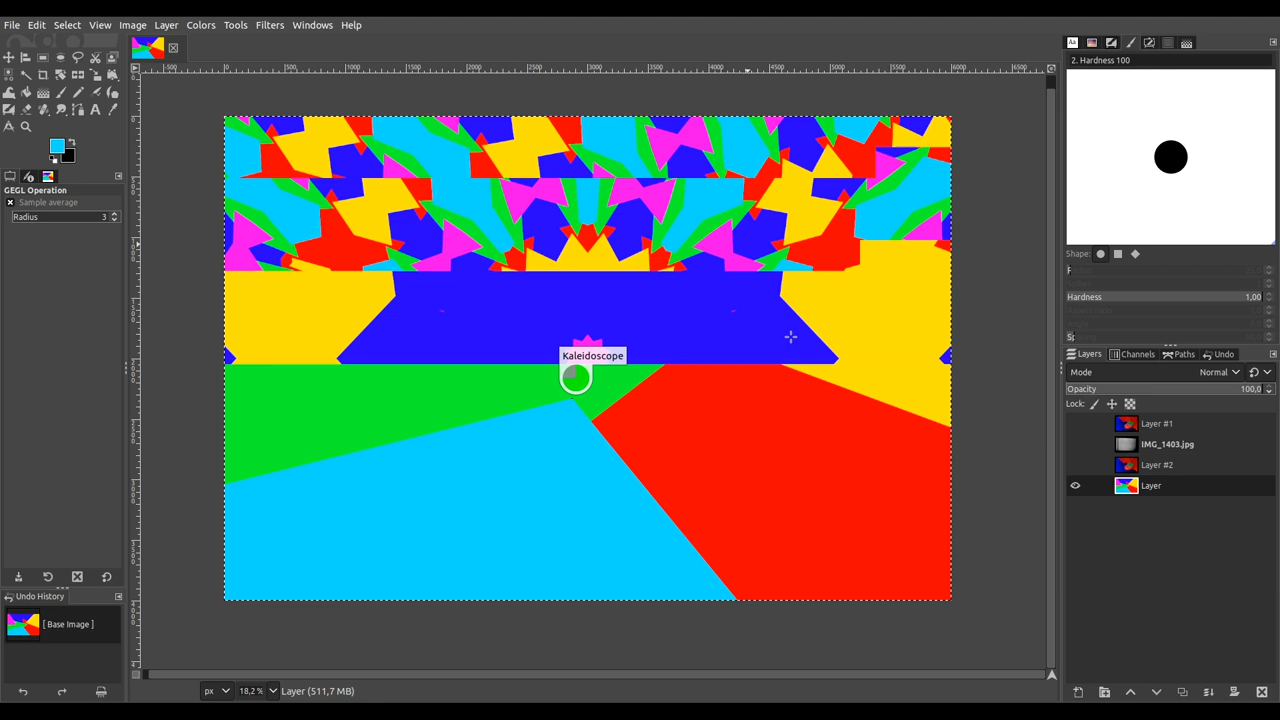 File Edit Select View Image Layer Colors Tools Filters Windows Help
GEGL Operation
Sample average
Radius 3
Undo History
[ Base Image ]
Kaleidoscope
px 18,2% Layer (511,7 MB)
2. Hardness 100
Shape:
Hardness 1,00
Layers Channels Paths Undo
Mode Normal
Opacity 100,0
Lock:
Layer #1
IMG_1403.jpg
Layer #2
Layer